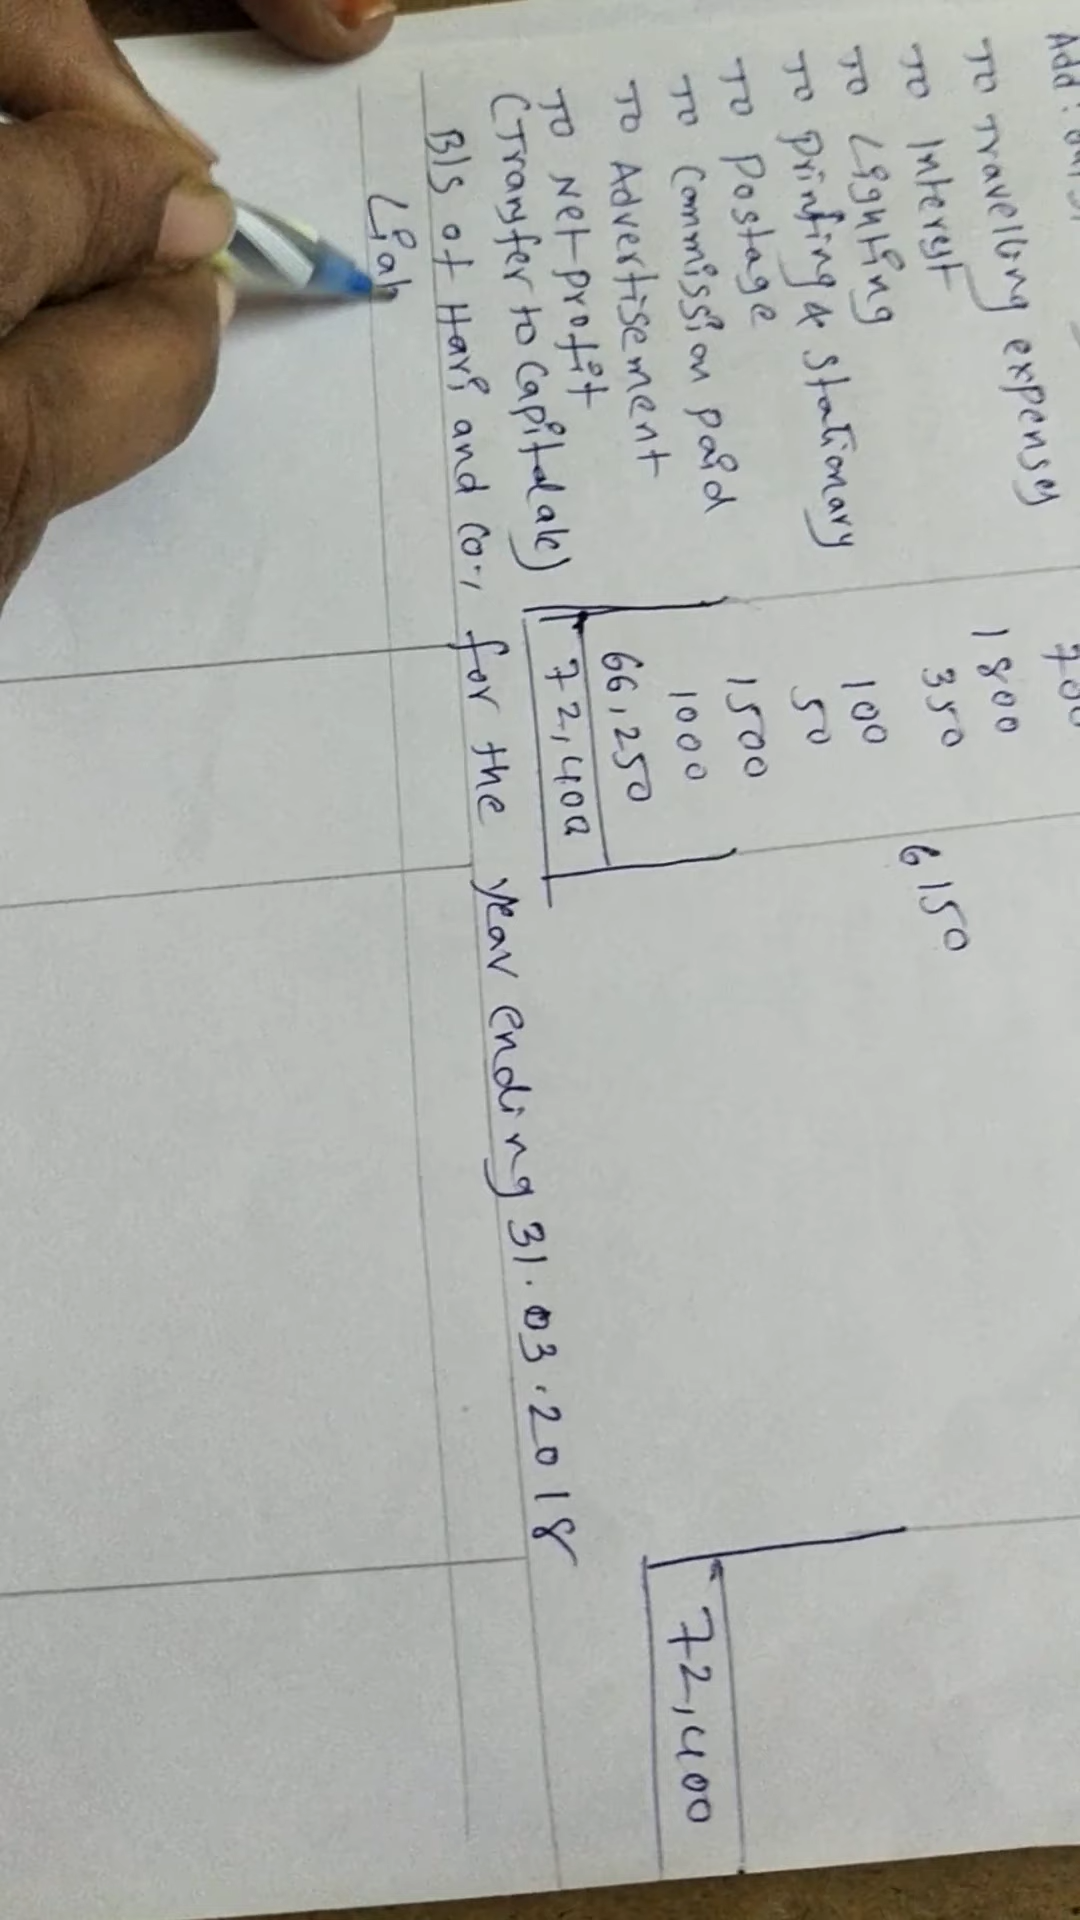 Add:
To Travelling expenses 700
To Interest 1800
To Lighting 350 6150
To printing & stationary 100
To Postage 50
To Commission paid 1500
To Advertisement 1000
To Net profit 66,250
(Transfer to Capital a/c) 72,400 72,400
B/s of Hari and Co., for the year ending 31.03.2018
Liab